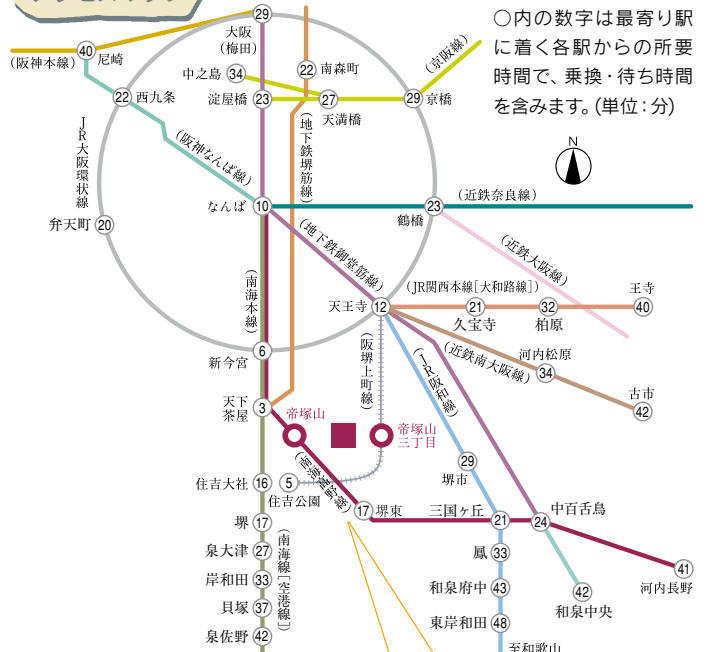 ○内の数字は最寄り駅
に着く各駅からの所要
時間で、乗換・待ち時間
を含みます。(単位：分)
N
29
大阪
(梅田)
40
尼崎
(阪神本線)
中之島
34
22
南森町
(京阪線)
22
西九条
淀屋橋
23
27
天満橋
29
京橋
JR大阪環状線
(阪神なんば線)
(地下鉄堺筋線)
なんば
10
23
鶴橋
(近鉄奈良線)
弁天町
20
(地下鉄御堂筋線)
(近鉄大阪線)
(南海本線)
天王寺
12
(JR関西本線[大和路線])
21
久宝寺
32
柏原
王寺
40
新今宮
6
(阪堺上町線)
(JR阪和線)
(近鉄南大阪線)
河内松原
34
古市
42
天下
茶屋
3
帝塚山
帝塚山
三丁目
(南海高野線)
住吉大社
16
5
住吉公園
29
堺市
17
堺東
三国ヶ丘
21
24
中百舌鳥
堺
17
泉大津
27
岸和田
33
貝塚
37
泉佐野
42
(南海線[空港線])
鳳
33
和泉府中
43
東岸和田
48
至和歌山
42
和泉中央
41
河内長野